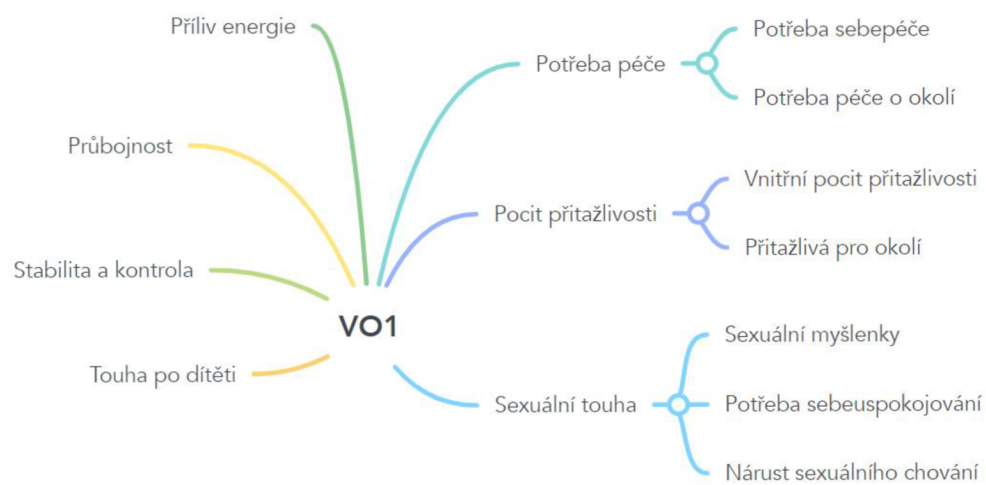 Příliv energie
Průbojnost
Stabilita a kontrola
Touha po dítěti
VO1
Potřeba péče
Potřeba sebepéče
Potřeba péče o okolí
Pocit přitažlivosti
Vnitřní pocit přitažlivosti
Přitažlivá pro okolí
Sexuální touha
Sexuální myšlenky
Potřeba sebeuspokojování
Nárust sexuálního chování